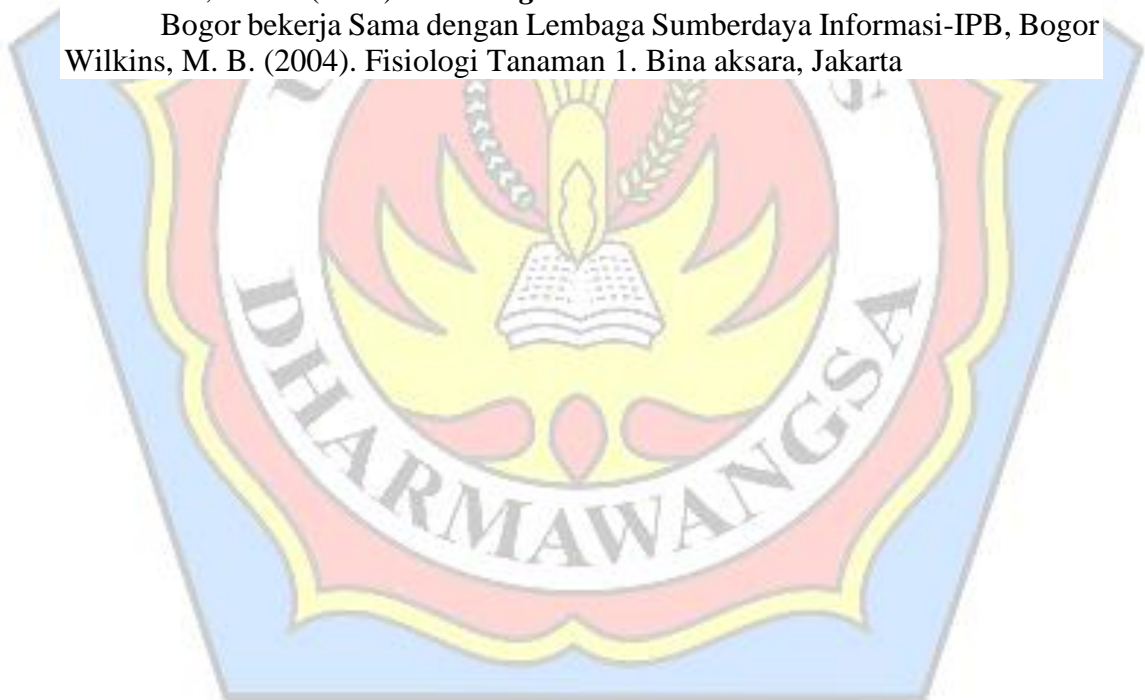 Bogor bekerja Sama dengan Lembaga Sumberdaya Informasi-IPB, Bogor
Wilkins, M. B. (2004). Fisiologi Tanaman 1. Bina aksara, Jakarta
DHARMAWANGSA